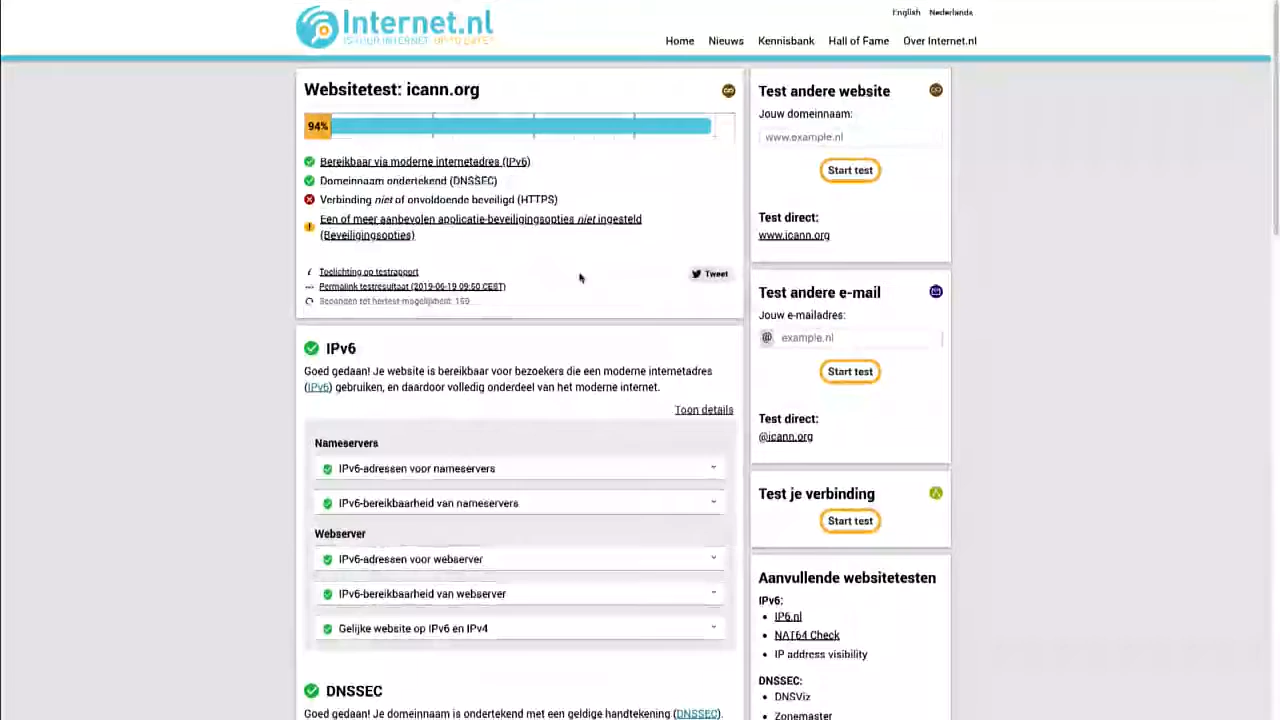 English Nederlands
Internet.nl
Home Nieuws Kennisbank Hall of Fame Over Internet.nl
Websitetest: icann.org
94%
Bereikbaar via moderne internetadres (IPv6)
Domeinnaam ondertekend (DNSSEC)
Verbinding niet of onvoldoende beveiligd (HTTPS)
Een of meer aanbevolen applicatie-beveiligingsopties niet ingesteld
(Beveiligingsopties)
Toelichting op testrapport
Permalink testresultaat (2019-06-19 09:50 CEST)
Seconden tot hertest-mogelijkheid: 159
Tweet
IPv6
Goed gedaan! Je website is bereikbaar voor bezoekers die een moderne internetadres
(IPv6) gebruiken, en daardoor volledig onderdeel van het moderne internet.
Toon details
Nameservers
IPv6-adressen voor nameservers
IPv6-bereikbaarheid van nameservers
Webserver
IPv6-adressen voor webserver
IPv6-bereikbaarheid van webserver
Gelijke website op IPv6 en IPv4
DNSSEC
Goed gedaan! Je domeinnaam is ondertekend met een geldige handtekening (DNSSEC).
Test andere website
Jouw domeinnaam:
www.example.nl
Start test
Test direct:
www.icann.org
Test andere e-mail
Jouw e-mailadres:
@ example.nl
Start test
Test direct:
@icann.org
Test je verbinding
Start test
Aanvullende websitetesten
IPv6:
• IP6.nl
• NAT64 Check
• IP address visibility
DNSSEC:
• DNSViz
• Zonemaster